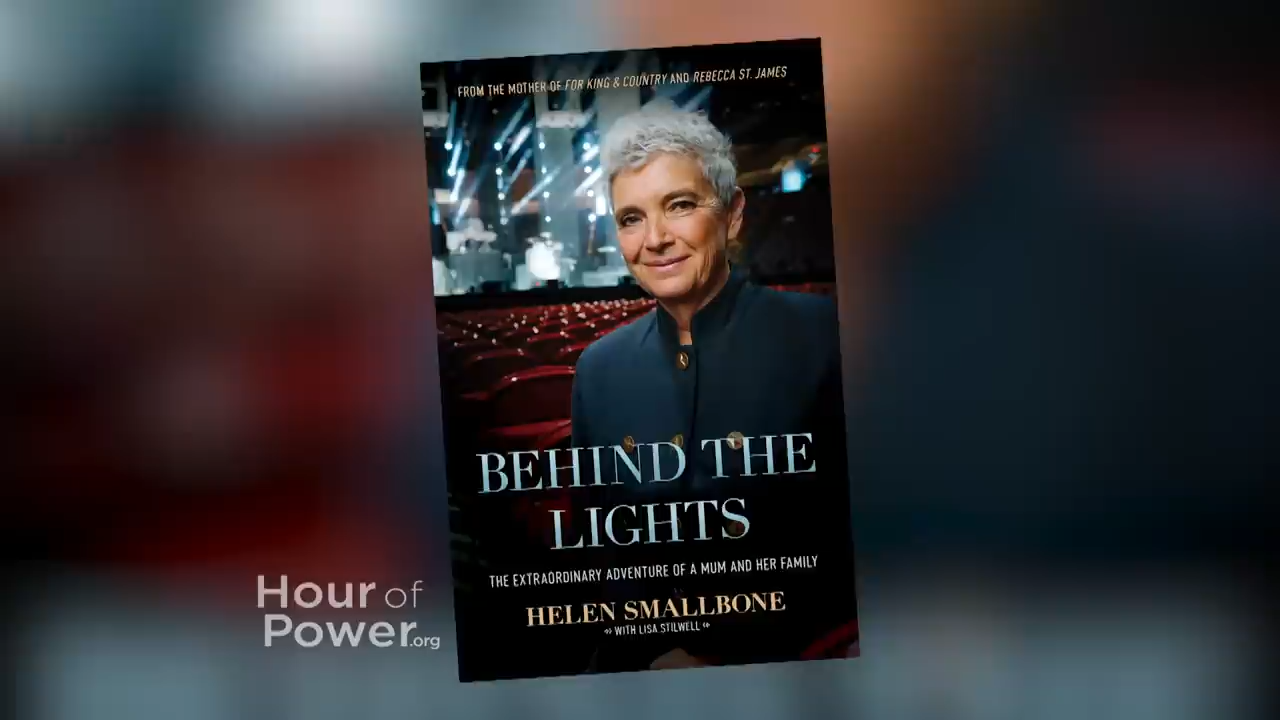 FROM THE MOTHER OF FOR KING & COUNTRY AND REBECCA ST. JAMES
BEHIND THE
LIGHTS
THE EXTRAORDINARY ADVENTURE OF A MUM AND HER FAMILY
HELEN SMALLBONE
WITH LISA STILWELL
Hour of
Power.org